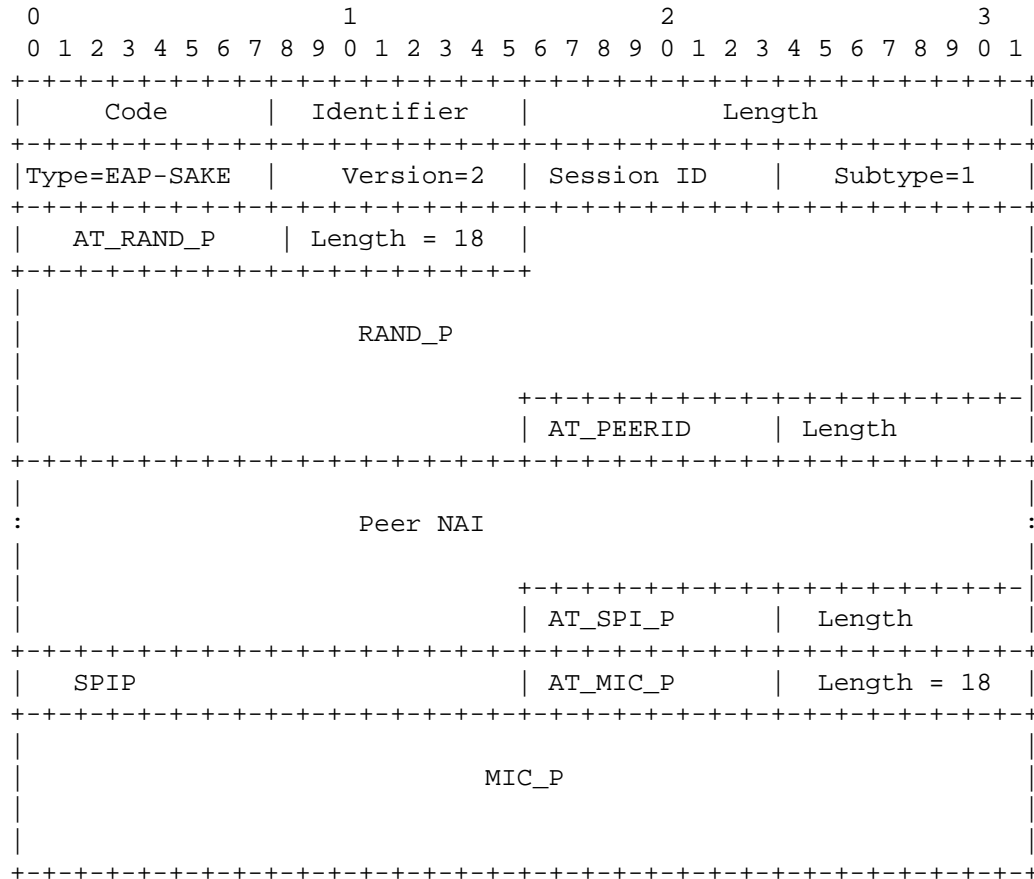 0                   1                   2                   3
0 1 2 3 4 5 6 7 8 9 0 1 2 3 4 5 6 7 8 9 0 1 2 3 4 5 6 7 8 9 0 1
+-+-+-+-+-+-+-+-+-+-+-+-+-+-+-+-+-+-+-+-+-+-+-+-+-+-+-+-+-+-+-+-+
|     Code      |  Identifier   |            Length             |
+-+-+-+-+-+-+-+-+-+-+-+-+-+-+-+-+-+-+-+-+-+-+-+-+-+-+-+-+-+-+-+-+
|Type=EAP-SAKE  |    Version=2  | Session ID    |   Subtype=1   |
+-+-+-+-+-+-+-+-+-+-+-+-+-+-+-+-+-+-+-+-+-+-+-+-+-+-+-+-+-+-+-+-+
|   AT_RAND_P    | Length = 18  |                               |
+-+-+-+-+-+-+-+-+-+-+-+-+-+-+-+-+                               |
|                                                               |
|                     RAND_P                                    |
|                                                               |
|                               +-+-+-+-+-+-+-+-+-+-+-+-+-+-+-+-|
|                               | AT_PEERID     | Length        |
+-+-+-+-+-+-+-+-+-+-+-+-+-+-+-+-+-+-+-+-+-+-+-+-+-+-+-+-+-+-+-+-+
|                                                               |
:                     Peer NAI                                  :
|                                                               |
|                               +-+-+-+-+-+-+-+-+-+-+-+-+-+-+-+-|
|                               | AT_SPI_P      |  Length       |
+-+-+-+-+-+-+-+-+-+-+-+-+-+-+-+-+-+-+-+-+-+-+-+-+-+-+-+-+-+-+-+-+
|   SPIP                        | AT_MIC_P      |  Length = 18  |
+-+-+-+-+-+-+-+-+-+-+-+-+-+-+-+-+-+-+-+-+-+-+-+-+-+-+-+-+-+-+-+-+
|                                                               |
|                             MIC_P                             |
|                                                               |
|                                                               |
+-+-+-+-+-+-+-+-+-+-+-+-+-+-+-+-+-+-+-+-+-+-+-+-+-+-+-+-+-+-+-+-+